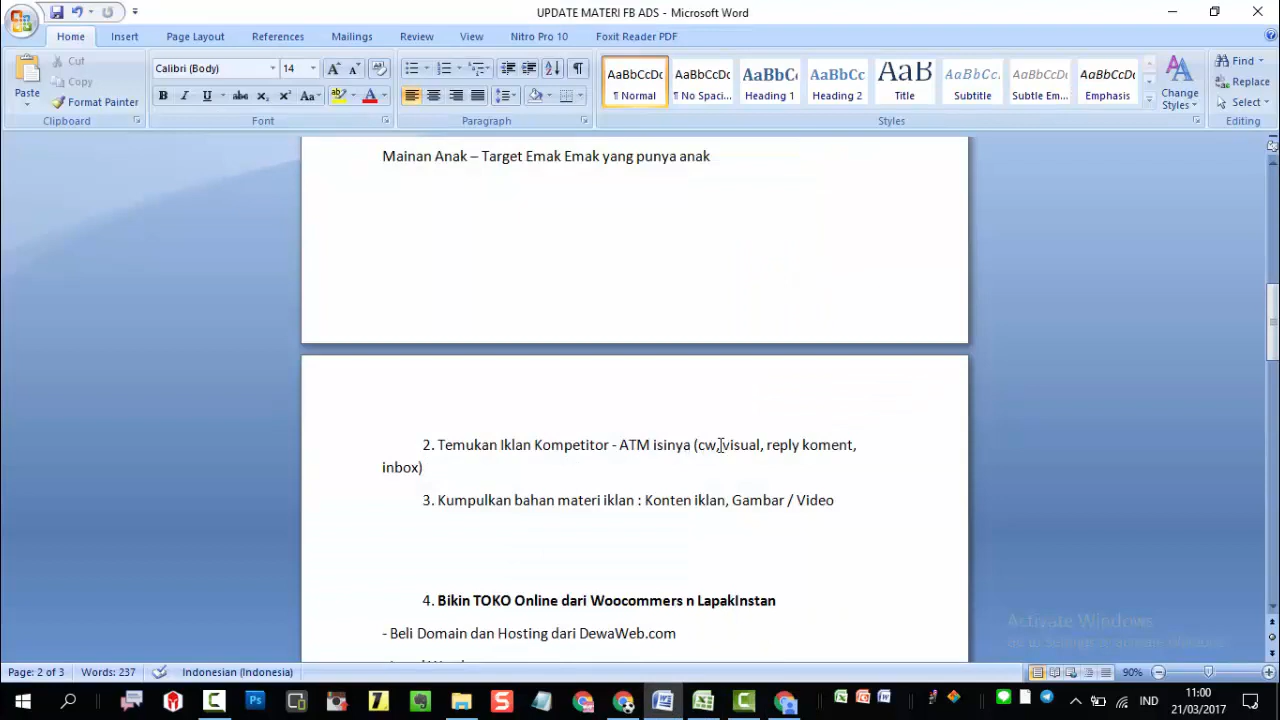 UPDATE MATERI FB ADS - Microsoft Word
Home Insert Page Layout References Mailings Review View Nitro Pro 10 Foxit Reader PDF
Paste
Cut
Copy
Format Painter
Clipboard
Calibri (Body) 14
Font
Paragraph
AaBbCcDc AaBbCcDc AaBbCc AaBbCc AaB AaBbCc. AaBbCcDc AaBbCcDc
¶ Normal ¶ No Spaci... Heading 1 Heading 2 Title Subtitle Subtle Em... Emphasis
Change Styles
Styles
Find
Replace
Select
Editing
Mainan Anak – Target Emak Emak yang punya anak
2. Temukan Iklan Kompetitor - ATM isinya (cw, visual, reply koment,
inbox)
3. Kumpulkan bahan materi iklan : Konten iklan, Gambar / Video
4. Bikin TOKO Online dari Woocommers n LapakInstan
- Beli Domain dan Hosting dari DewaWeb.com
Activate Windows
Page: 2 of 3 Words: 237 Indonesian (Indonesia) 90%
IND 11:00
21/03/2017